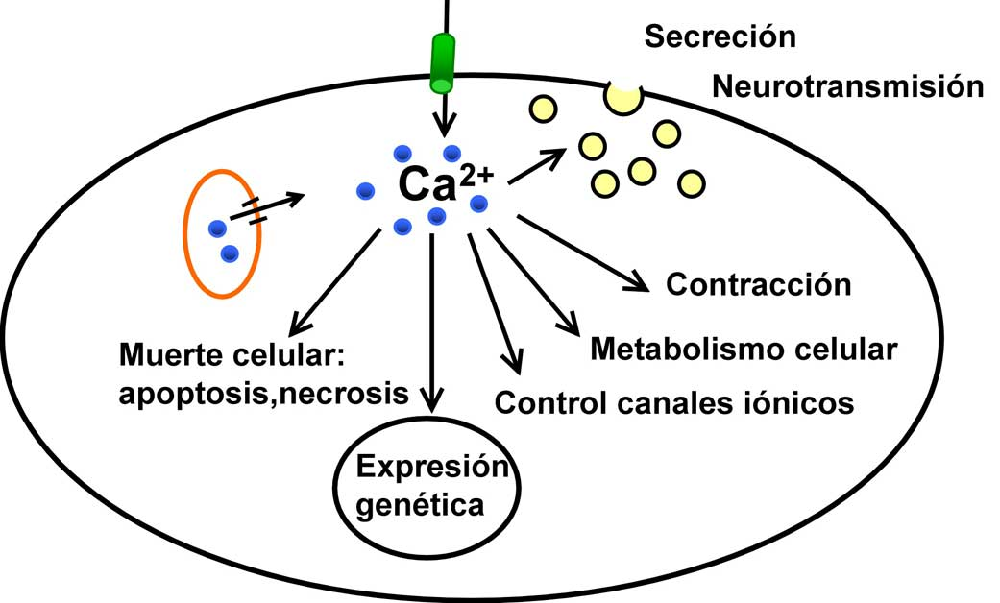 Secreción
Neurotransmisión
Ca²⁺
Contracción
Muerte celular:
apoptosis,necrosis
Metabolismo celular
Control canales iónicos
Expresión
genética